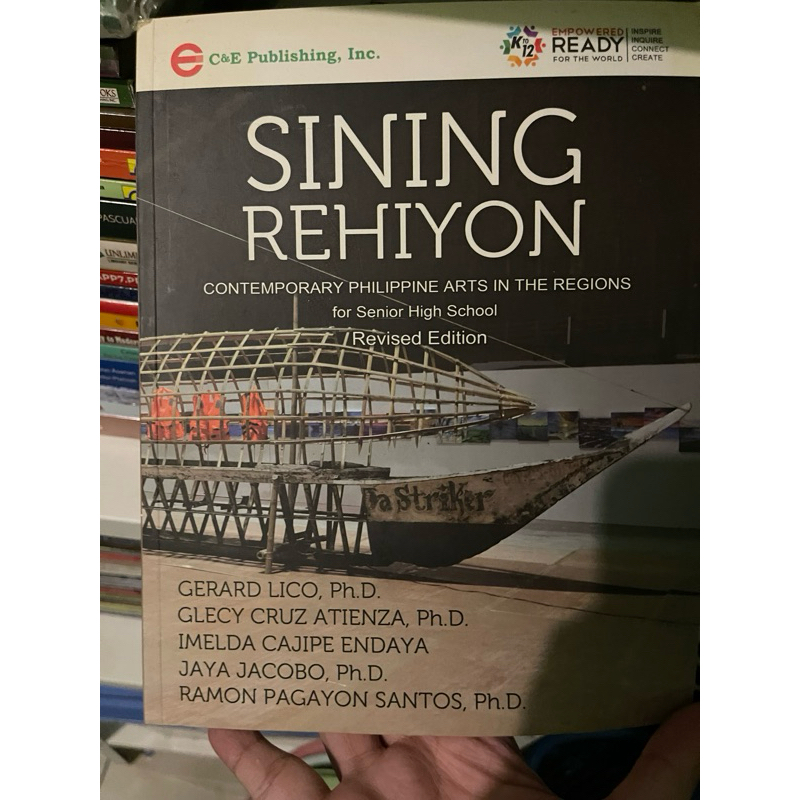 C&E Publishing, Inc.
K to 12
EMPOWERED
READY
FOR THE WORLD
INSPIRE
INQUIRE
CONNECT
CREATE
SINING
REHIYON
CONTEMPORARY PHILIPPINE ARTS IN THE REGIONS
for Senior High School
Revised Edition
Da Striker
GERARD LICO, Ph.D.
GLECY CRUZ ATIENZA, Ph.D.
IMELDA CAJIPE ENDAYA
JAYA JACOBO, Ph.D.
RAMON PAGAYON SANTOS, Ph.D.
PASCUA